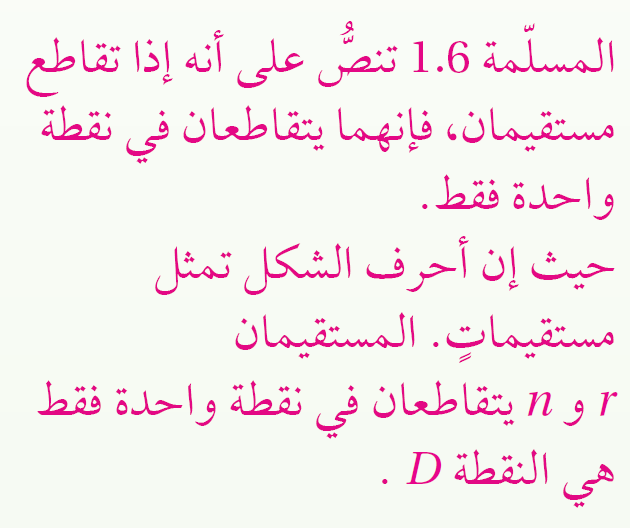 المسلّمة 1.6 تنصُّ على أنه إذا تقاطع
مستقيمان، فإنهما يتقاطعان في نقطة
واحدة فقط.
حيث إن أحرف الشكل تمثل
مستقيماتٍ. المستقيمان
r و n يتقاطعان في نقطة واحدة فقط
هي النقطة D .